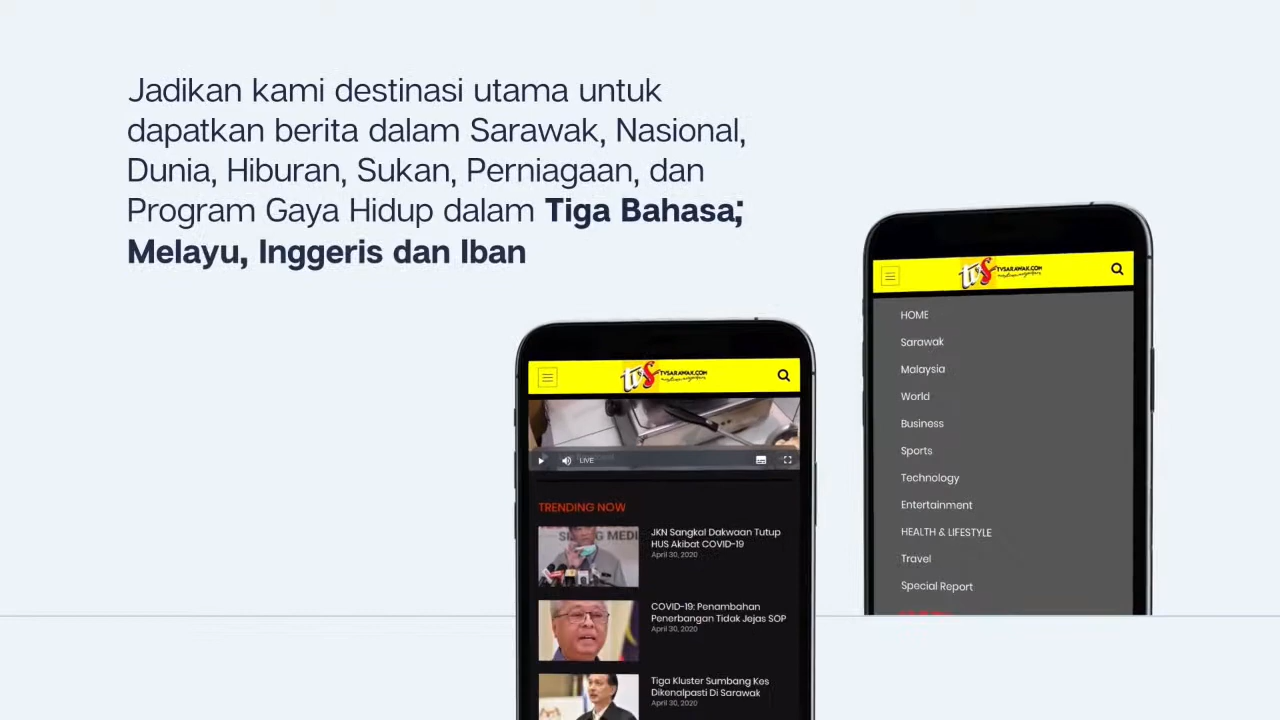 Jadikan kami destinasi utama untuk
dapatkan berita dalam Sarawak, Nasional,
Dunia, Hiburan, Sukan, Perniagaan, dan
Program Gaya Hidup dalam Tiga Bahasa;
Melayu, Inggeris dan Iban
tvS TVSARAWAK.COM
LIVE
TRENDING NOW
JKN Sangkal Dakwaan Tutup
HUS Akibat COVID-19
April 30, 2020
COVID-19: Penambahan
Penerbangan Tidak Jejas SOP
April 30, 2020
Tiga Kluster Sumbang Kes
Dikenalpasti Di Sarawak
April 30, 2020
tvS TVSARAWAK.COM
HOME
Sarawak
Malaysia
World
Business
Sports
Technology
Entertainment
HEALTH & LIFESTYLE
Travel
Special Report